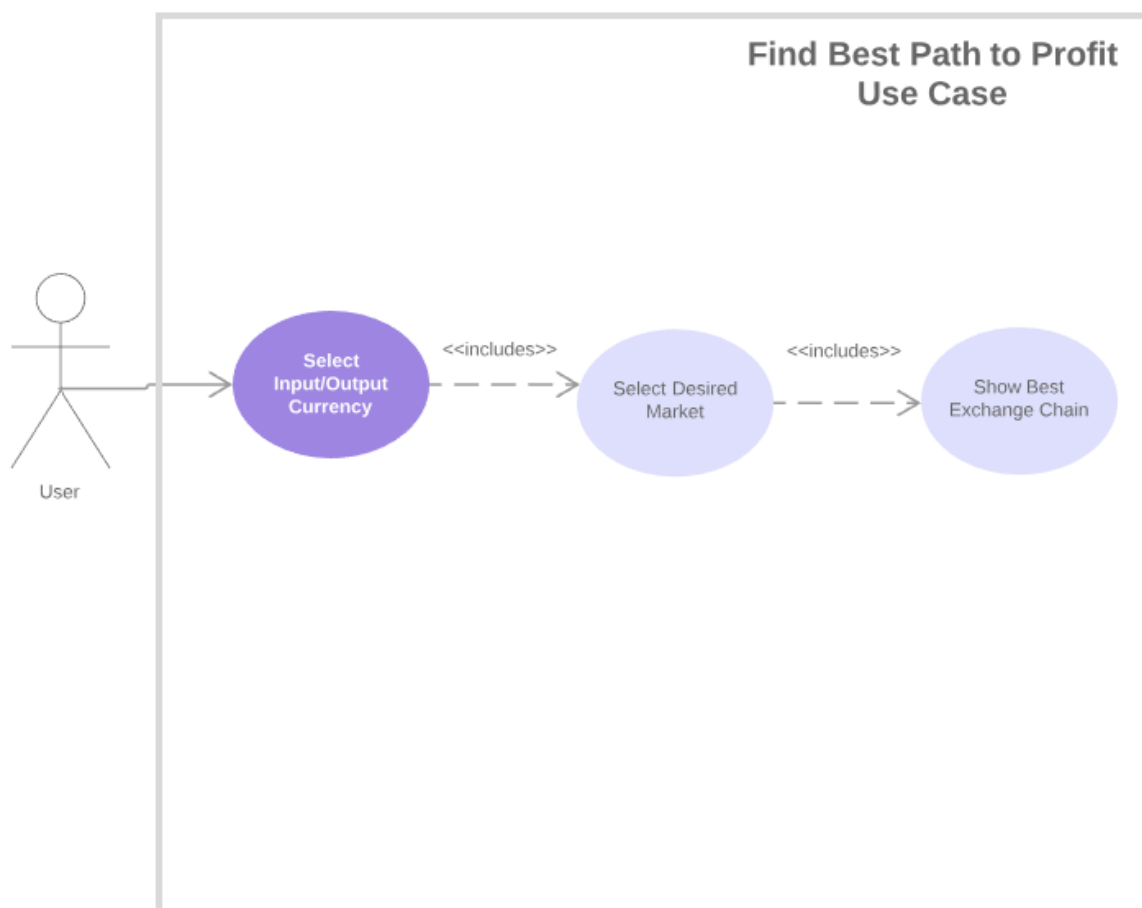 Find Best Path to Profit
Use Case
Select
Input/Output
Currency
<<includes>>
Select Desired
Market
<<includes>>
Show Best
Exchange Chain
User